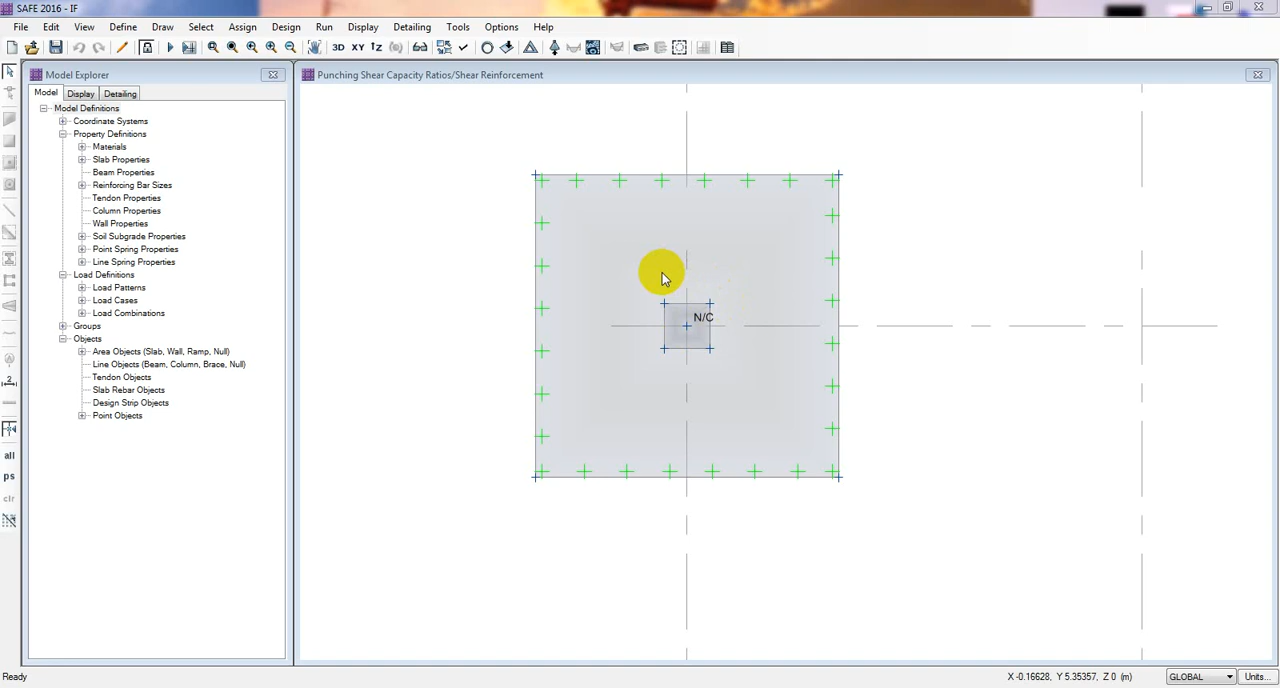 SAFE 2016 - IF
File Edit View Define Draw Select Assign Design Run Display Detailing Tools Options Help
3D XY
Model Explorer
Punching Shear Capacity Ratios/Shear Reinforcement
Model Display Detailing
Model Definitions
Coordinate Systems
Property Definitions
Materials
Slab Properties
Beam Properties
Reinforcing Bar Sizes
Tendon Properties
Column Properties
Wall Properties
Soil Subgrade Properties
Point Spring Properties
Line Spring Properties
Load Definitions
Load Patterns
Load Cases
Load Combinations
Groups
Objects
Area Objects (Slab, Wall, Ramp, Null)
Line Objects (Beam, Column, Brace, Null)
Tendon Objects
Slab Rebar Objects
Design Strip Objects
Point Objects
N/C
all
ps
clr
Ready
X -0.16628, Y 5.35357, Z 0 (m)
GLOBAL
Units...